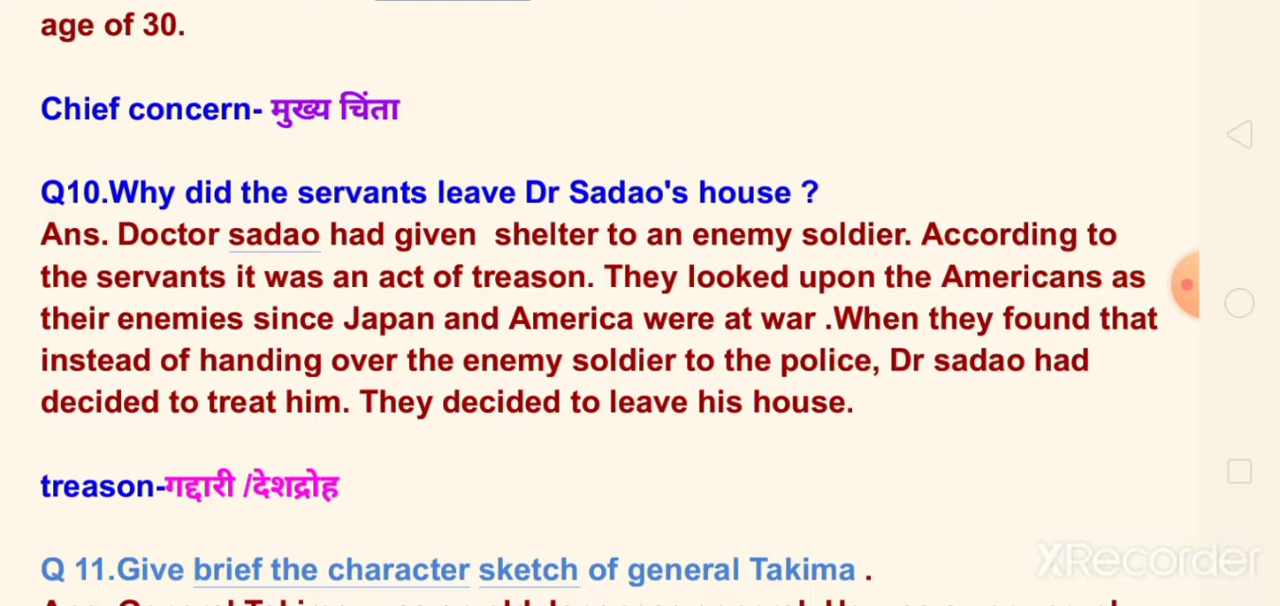 age of 30.
Chief concern- मुख्य चिंता
Q10.Why did the servants leave Dr Sadao's house ?
Ans. Doctor sadao had given shelter to an enemy soldier. According to
the servants it was an act of treason. They looked upon the Americans as
their enemies since Japan and America were at war .When they found that
instead of handing over the enemy soldier to the police, Dr sadao had
decided to treat him. They decided to leave his house.
treason-गद्दारी /देशद्रोह
Q 11.Give brief the character sketch of general Takima .
XRecorder